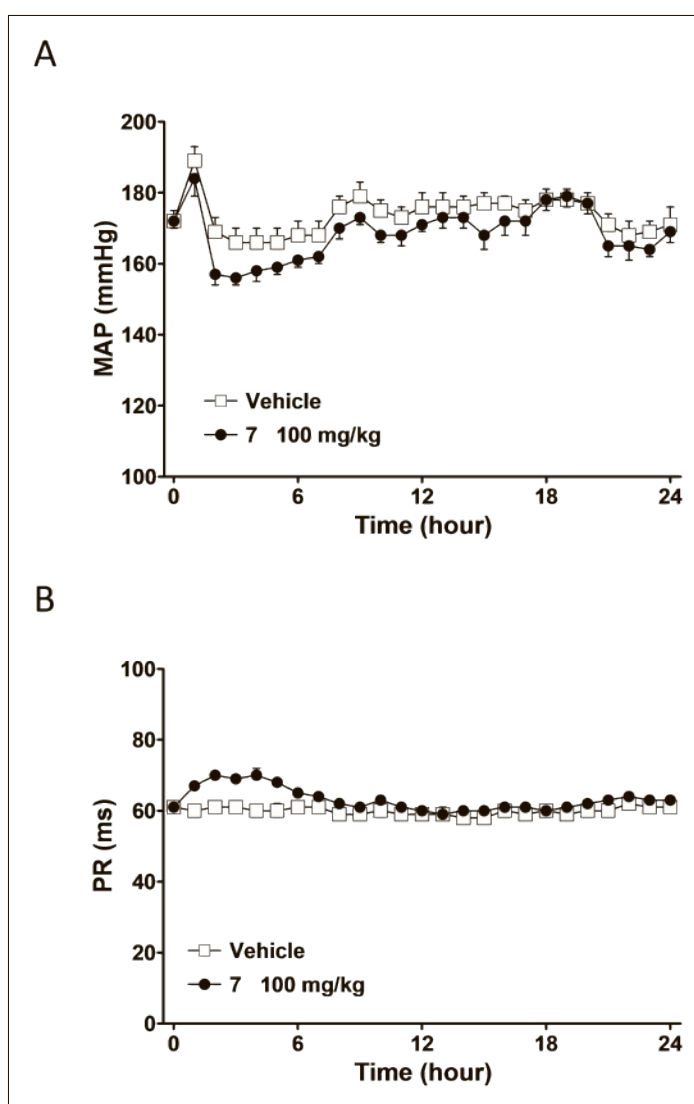 A
200
180
160
140
120
100
MAP (mmHg)
Vehicle
7 100 mg/kg
0 6 12 18 24
Time (hour)
B
100
80
60
40
20
0
PR (ms)
Vehicle
7 100 mg/kg
0 6 12 18 24
Time (hour)